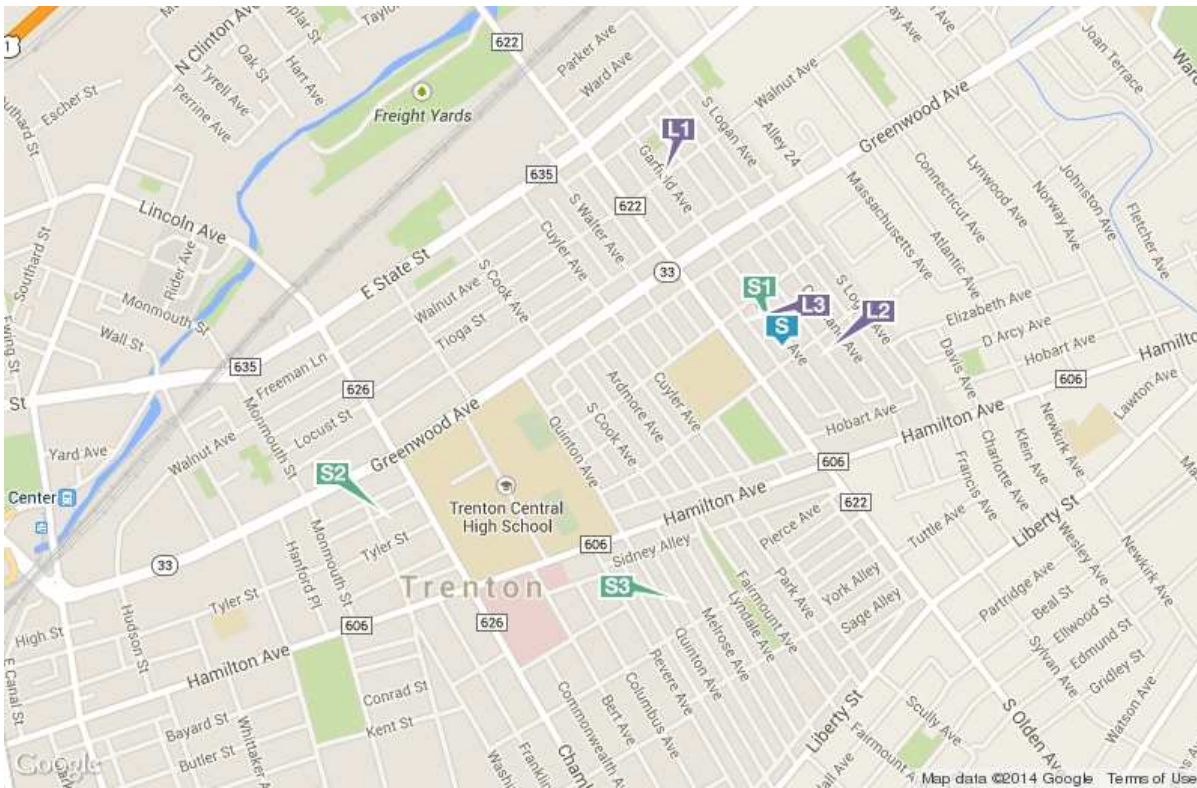 1
N Clinton Ave
Escher St
Tyrell Ave
Oak St
Hart Ave
Perrine Ave
Southard St
Lincoln Ave
Rider Ave
Southard St
Monmouth St
Wall St
Ewing St
635
St
Yard Ave
Center
622
Parker Ave
Ward Ave
Freight Yards
635
E State St
S Walter Ave
Cuyler Ave
S Cook Ave
Walnut Ave
Tioga St
Freeman Ln
626
Locust St
Monmouth St
Walnut Ave
Greenwood Ave
L1
Garfield Ave
S Logan Ave
Walnut Ave
Alley 24
622
33
Greenwood Ave
Joan Terrace
Massachusetts Ave
Connecticut Ave
Lynwood Ave
Norway Ave
Johnston Ave
Fletcher Ave
Atlantic Ave
Elizabeth Ave
D Arcy Ave
Hobart Ave
S1
L3
L2
S
Ave
Davis Ave
606
Hamilton Ave
Hobart Ave
Lawton Ave
Newkirk Ave
Klein Ave
Charlotte Ave
Francis Ave
Cuyler Ave
Ardmore Ave
S Cook Ave
Quinton Ave
S2
Trenton Central
High School
606
622
Hamilton Ave
606
Sidney Alley
Pierce Ave
Park Ave
York Alley
Sage Alley
Tuttle Ave
Liberty St
Wesley Ave
Newkirk Ave
Partridge Ave
Beal St
Ellwood St
Edmund St
Gridley St
Sylvan Ave
Watson Ave
33
Tyler St
Monmouth St
Hanford Pl
Tyler St
Trenton
S3
Fairmount Ave
Lyndale Ave
Melrose Ave
Quinton Ave
Revere Ave
Columbus Ave
Bert Ave
Commonwealth A
High St
Hudson St
606
626
Hamilton Ave
E Canal St
Conrad St
Kent St
Bayard St
Butler St
Whittaker A
Franklin
Liberty St
Scully Ave
Fairmount A
S Olden Ave
Google
Map data ©2014 Google Terms of Use